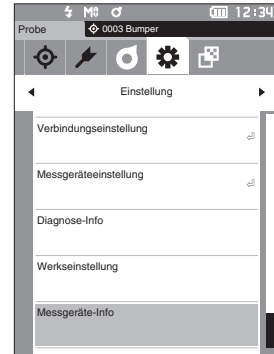 M 12:34
Probe 0003 Bumper
Einstellung
Verbindungseinstellung
Messgeräteeinstellung
Diagnose-Info
Werkseinstellung
Messgeräte-Info